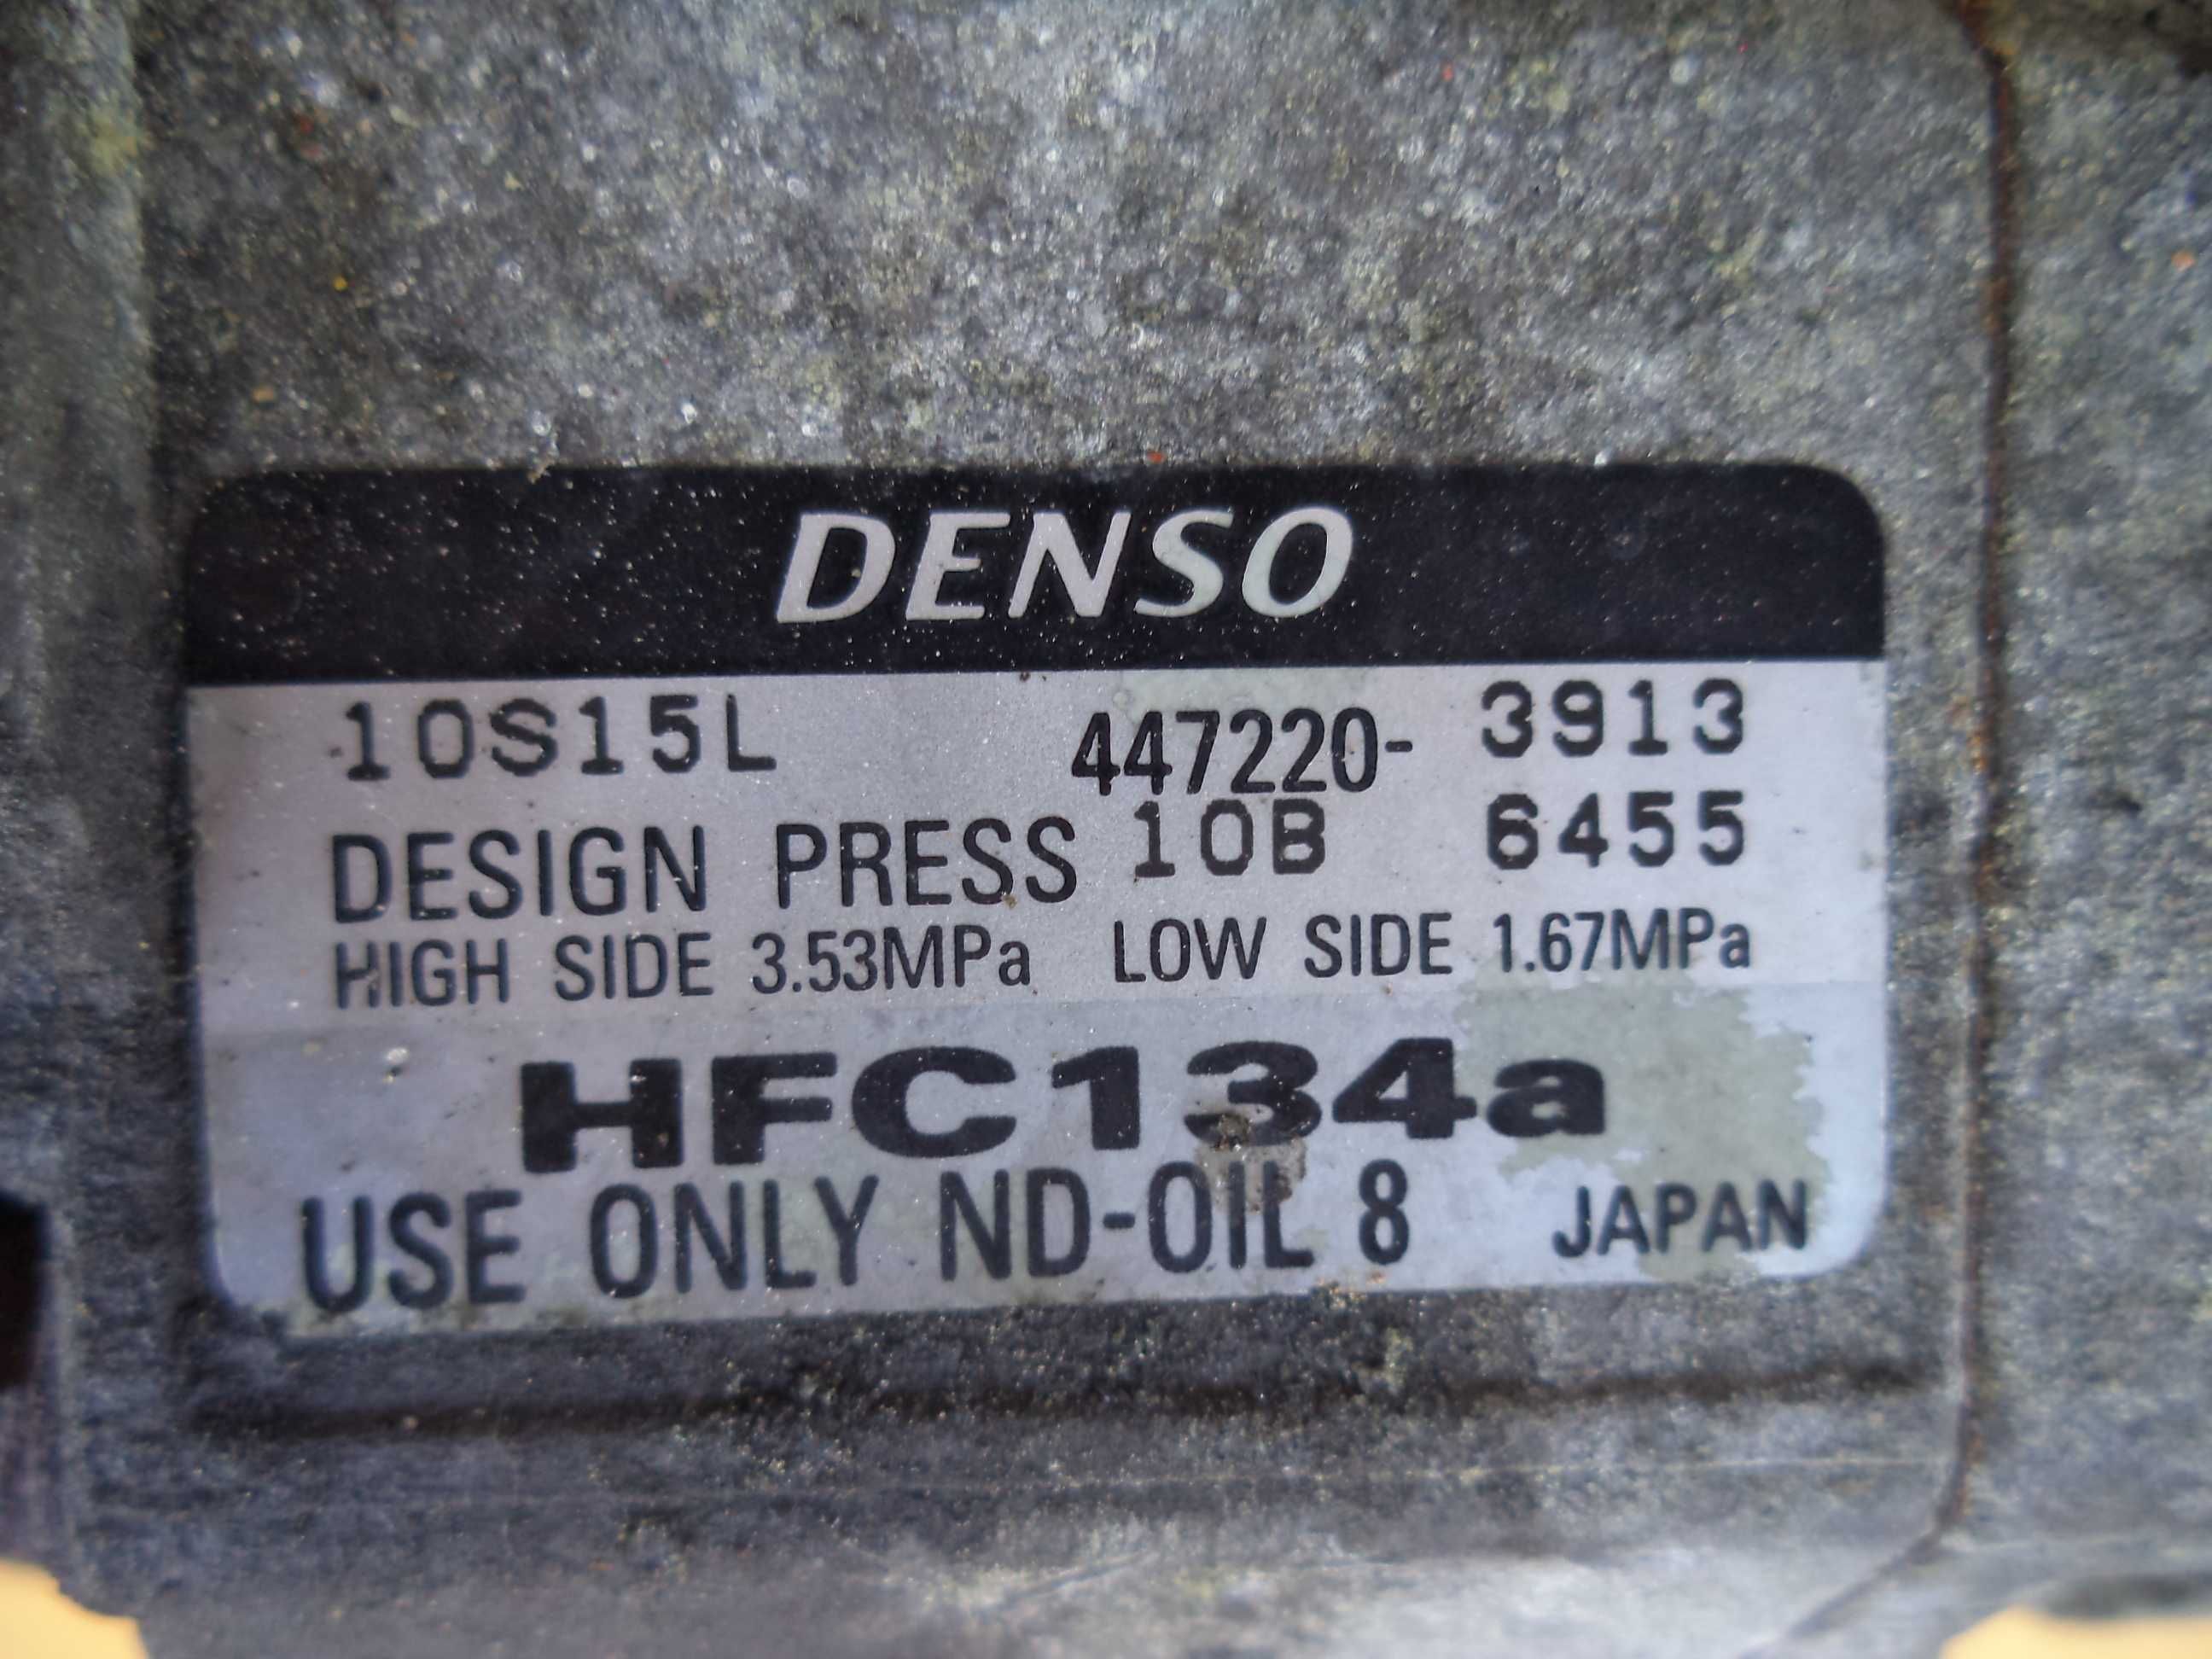 DENSO
10S15L 447220- 3913
DESIGN PRESS 10B 6455
HIGH SIDE 3.53MPa LOW SIDE 1.67MPa
HFC134a
USE ONLY ND-OIL 8 JAPAN